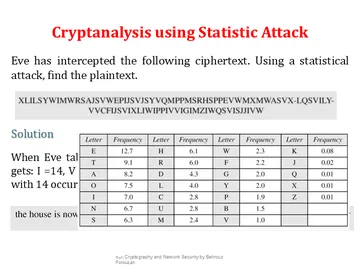 Cryptanalysis using Statistic Attack
Eve has intercepted the following ciphertext. Using a statistical
attack, find the plaintext.
XLILSYWIMWRSAJSVWEPIJSVJSYVQMPPMSRHSPPEVWMXMWASVX-LQSVILY-
VVCFIJSVIXLIWIPPIVVIGIMZIWQSVISJJIVW
Solution
When Eve tal
gets: I =14, V
with 14 occur
the house is now
Letter Frequency Letter Frequency Letter Frequency Letter Frequency
E 12.7 H 6.1 W 2.3 K 0.08
T 9.1 R 6.0 F 2.2 J 0.02
A 8.2 D 4.3 G 2.0 Q 0.01
O 7.5 L 4.0 Y 2.0 X 0.01
I 7.0 C 2.8 P 1.9 Z 0.01
N 6.7 U 2.8 B 1.5
S 6.3 M 2.4 V 1.0
Cryptography and Network Security by Behrouz
Forouzan